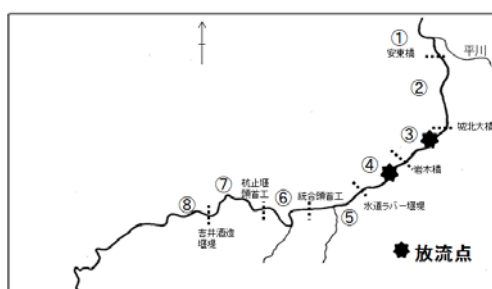 ①
安東橋
平川
②
③
城北大橋
④
岩木橋
⑤
水道ラバー堰堤
⑥
統合頭首工
⑦
杭止堰
頭首工
⑧
吉井酒造
堰堤
放流点